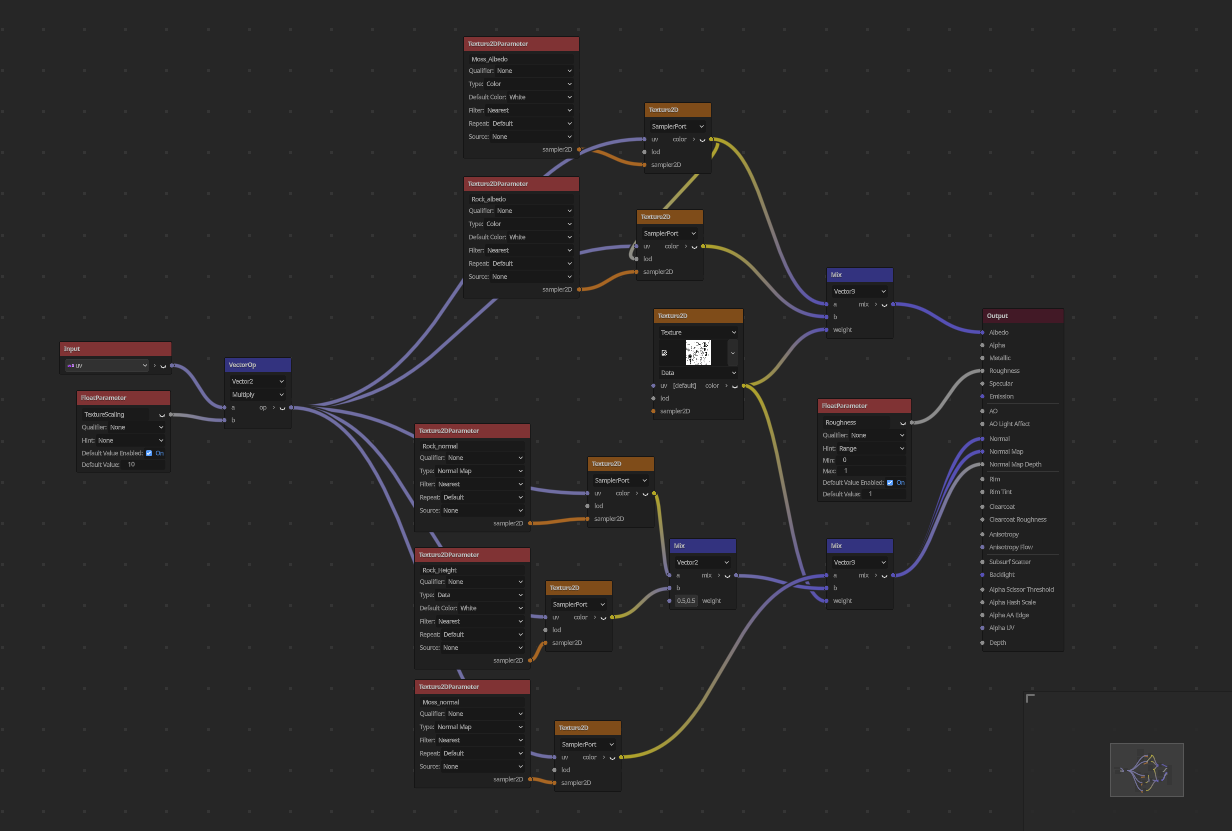 Texture2DParameter
Moss_Albedo
Qualifier: None
Type: Color
Default Color: White
Filter: Nearest
Repeat: Default
Source: None
sampler2D
Texture2D
SamplerPort
uv color
lod
sampler2D
Texture2DParameter
Rock_albedo
Qualifier: None
Type: Color
Default Color: White
Filter: Nearest
Repeat: Default
Source: None
sampler2D
Texture2D
SamplerPort
uv color
lod
sampler2D
Mix
Vector3
a mix
b
weight
Texture2D
Texture
Data
uv [default] color
lod
sampler2D
Input
uv
FloatParameter
TextureScaling
Qualifier: None
Hint: None
Default Value Enabled: On
Default Value: 10
VectorOp
Vector2
Multiply
a op
b
Texture2DParameter
Rock_normal
Qualifier: None
Type: Normal Map
Filter: Nearest
Repeat: Default
Source: None
sampler2D
Texture2D
SamplerPort
uv color
lod
sampler2D
Texture2DParameter
Rock_Height
Qualifier: None
Type: Data
Default Color: White
Filter: Nearest
Repeat: Default
Source: None
sampler2D
Texture2D
SamplerPort
uv color
lod
sampler2D
Mix
Vector2
a mix
b
0.5,0.5 weight
Texture2DParameter
Moss_normal
Qualifier: None
Type: Normal Map
Filter: Nearest
Repeat: Default
Source: None
sampler2D
Texture2D
SamplerPort
uv color
lod
sampler2D
FloatParameter
Roughness
Qualifier: None
Hint: Range
Min: 0
Max: 1
Default Value Enabled: On
Default Value: 1
Mix
Vector3
a mix
b
weight
Output
Albedo
Alpha
Metallic
Roughness
Specular
Emission
AO
AO Light Affect
Normal
Normal Map
Normal Map Depth
Rim
Rim Tint
Clearcoat
Clearcoat Roughness
Anisotropy
Anisotropy Flow
Subsurf Scatter
Backlight
Alpha Scissor Threshold
Alpha Hash Scale
Alpha AA Edge
Alpha UV
Depth